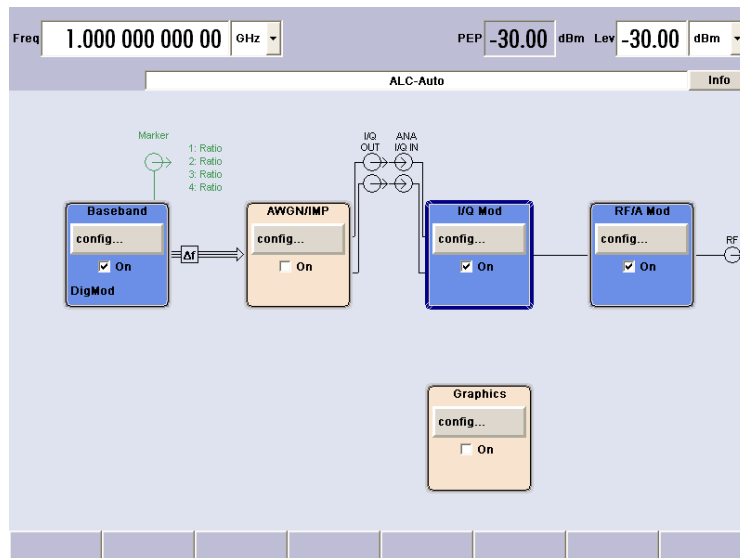 Freq 1.000 000 000 00 GHz PEP -30.00 dBm Lev -30.00 dBm
ALC-Auto Info
Marker
1: Ratio
2: Ratio
3: Ratio
4: Ratio
I/Q OUT
ANA I/Q IN
Baseband
config...
On
DigMod
Δf
AWGN/IMP
config...
On
I/Q Mod
config...
On
RF/A Mod
config...
On
RF
Graphics
config...
On